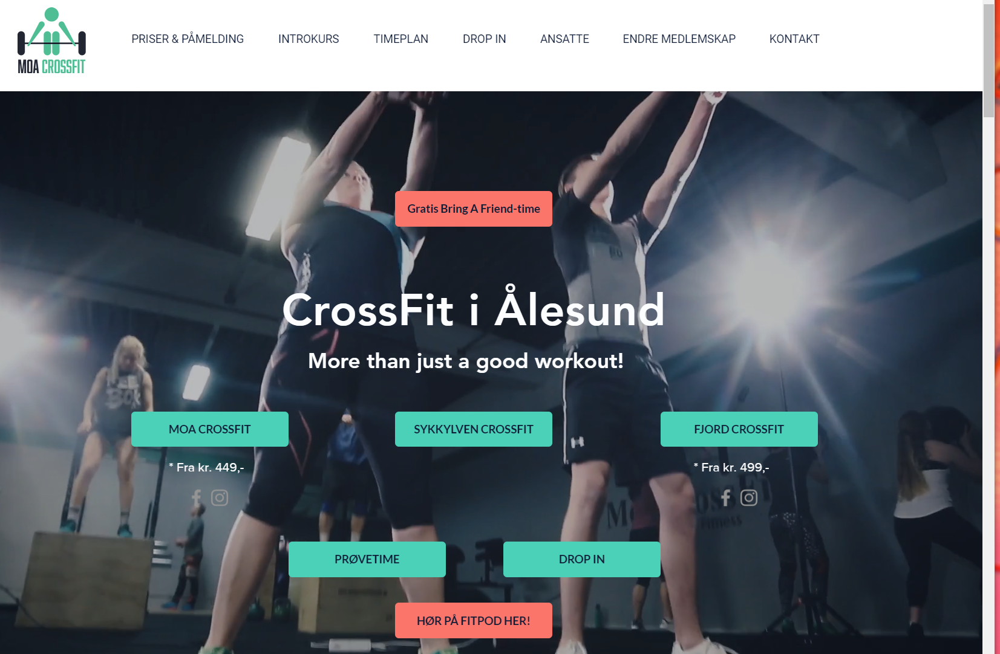 MOA CROSSFIT
PRISER & PÅMELDING
INTROKURS
TIMEPLAN
DROP IN
ANSATTE
ENDRE MEDLEMSKAP
KONTAKT
Gratis Bring A Friend-time
CrossFit i Ålesund
More than just a good workout!
MOA CROSSFIT
SYKKYLVEN CROSSFIT
FJORD CROSSFIT
* Fra kr. 449,-
* Fra kr. 499,-
PRØVETIME
DROP IN
HØR PÅ FITPOD HER!